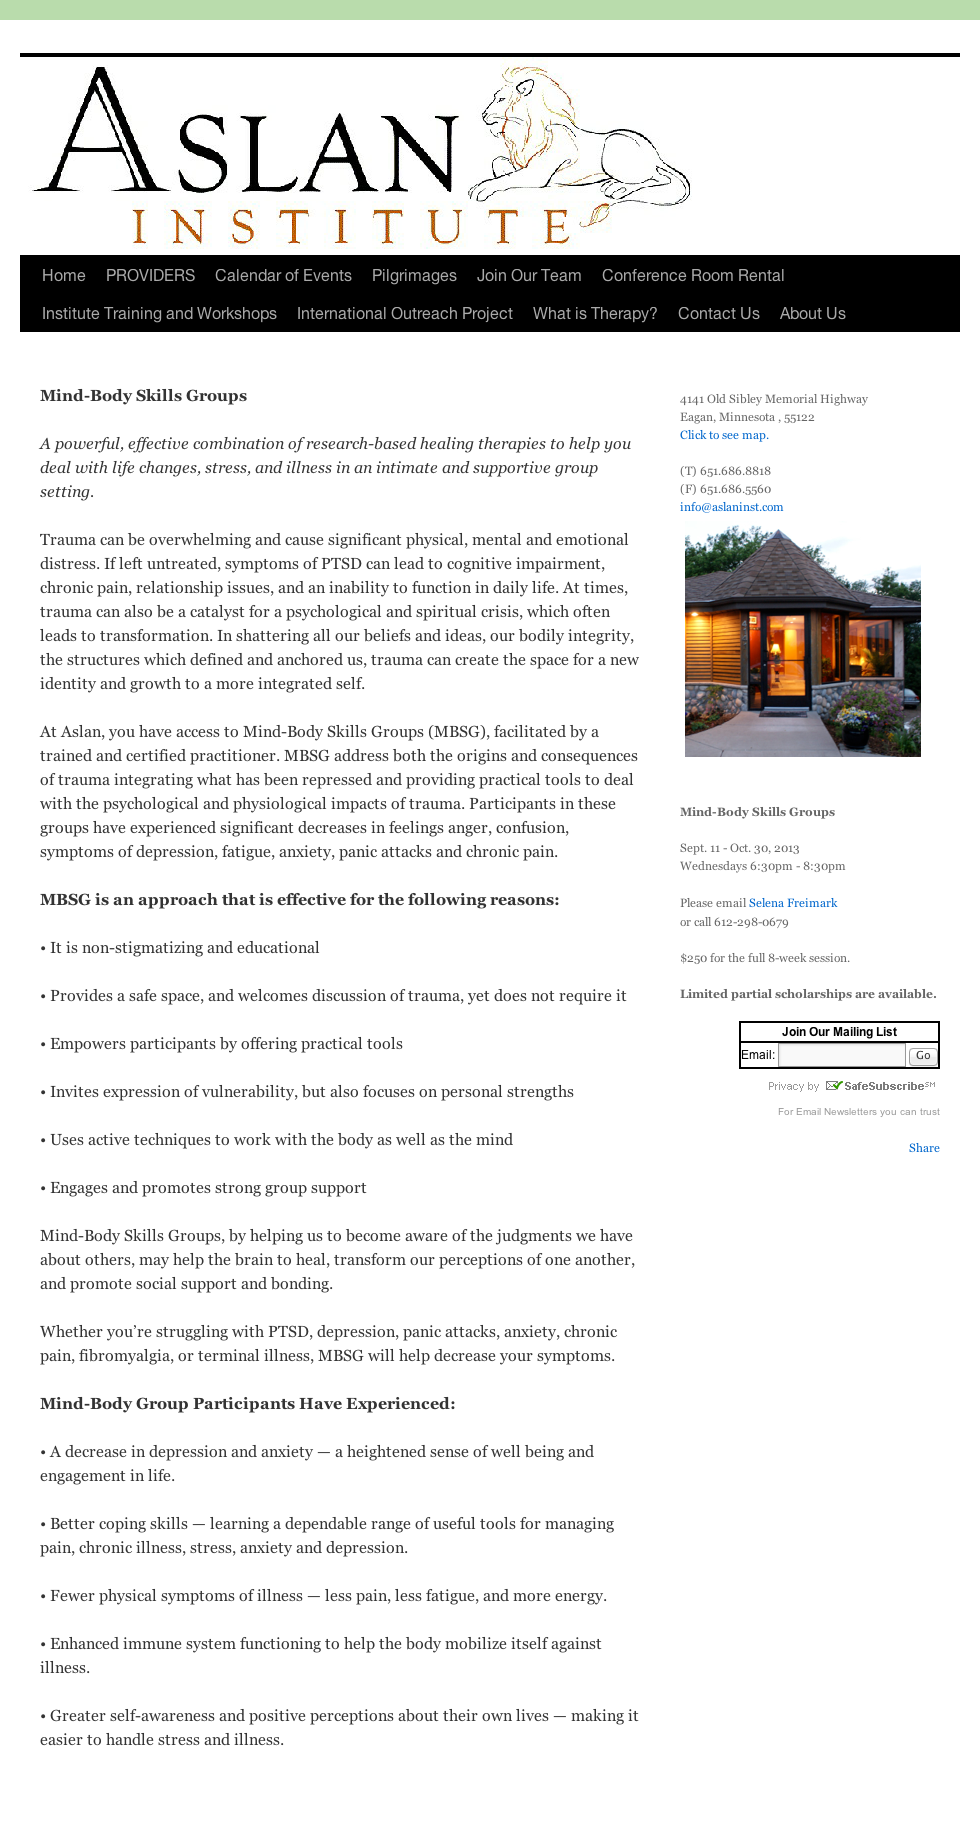 ASLAN
INSTITUTE
Home PROVIDERS Calendar of Events Pilgrimages Join Our Team Conference Room Rental
Institute Training and Workshops International Outreach Project What is Therapy? Contact Us About Us
Mind-Body Skills Groups
A powerful, effective combination of research-based healing therapies to help you
deal with life changes, stress, and illness in an intimate and supportive group
setting.
Trauma can be overwhelming and cause significant physical, mental and emotional
distress. If left untreated, symptoms of PTSD can lead to cognitive impairment,
chronic pain, relationship issues, and an inability to function in daily life. At times,
trauma can also be a catalyst for a psychological and spiritual crisis, which often
leads to transformation. In shattering all our beliefs and ideas, our bodily integrity,
the structures which defined and anchored us, trauma can create the space for a new
identity and growth to a more integrated self.
At Aslan, you have access to Mind-Body Skills Groups (MBSG), facilitated by a
trained and certified practitioner. MBSG address both the origins and consequences
of trauma integrating what has been repressed and providing practical tools to deal
with the psychological and physiological impacts of trauma. Participants in these
groups have experienced significant decreases in feelings anger, confusion,
symptoms of depression, fatigue, anxiety, panic attacks and chronic pain.
MBSG is an approach that is effective for the following reasons:
• It is non-stigmatizing and educational
• Provides a safe space, and welcomes discussion of trauma, yet does not require it
• Empowers participants by offering practical tools
• Invites expression of vulnerability, but also focuses on personal strengths
• Uses active techniques to work with the body as well as the mind
• Engages and promotes strong group support
Mind-Body Skills Groups, by helping us to become aware of the judgments we have
about others, may help the brain to heal, transform our perceptions of one another,
and promote social support and bonding.
Whether you’re struggling with PTSD, depression, panic attacks, anxiety, chronic
pain, fibromyalgia, or terminal illness, MBSG will help decrease your symptoms.
Mind-Body Group Participants Have Experienced:
• A decrease in depression and anxiety — a heightened sense of well being and
engagement in life.
• Better coping skills — learning a dependable range of useful tools for managing
pain, chronic illness, stress, anxiety and depression.
• Fewer physical symptoms of illness — less pain, less fatigue, and more energy.
• Enhanced immune system functioning to help the body mobilize itself against
illness.
• Greater self-awareness and positive perceptions about their own lives — making it
easier to handle stress and illness.
4141 Old Sibley Memorial Highway
Eagan, Minnesota , 55122
Click to see map.
(T) 651.686.8818
(F) 651.686.5560
info@aslaninst.com
Mind-Body Skills Groups
Sept. 11 - Oct. 30, 2013
Wednesdays 6:30pm - 8:30pm
Please email Selena Freimark
or call 612-298-0679
$250 for the full 8-week session.
Limited partial scholarships are available.
Join Our Mailing List
Email: Go
Privacy by SafeSubscribe℠
For Email Newsletters you can trust
Share